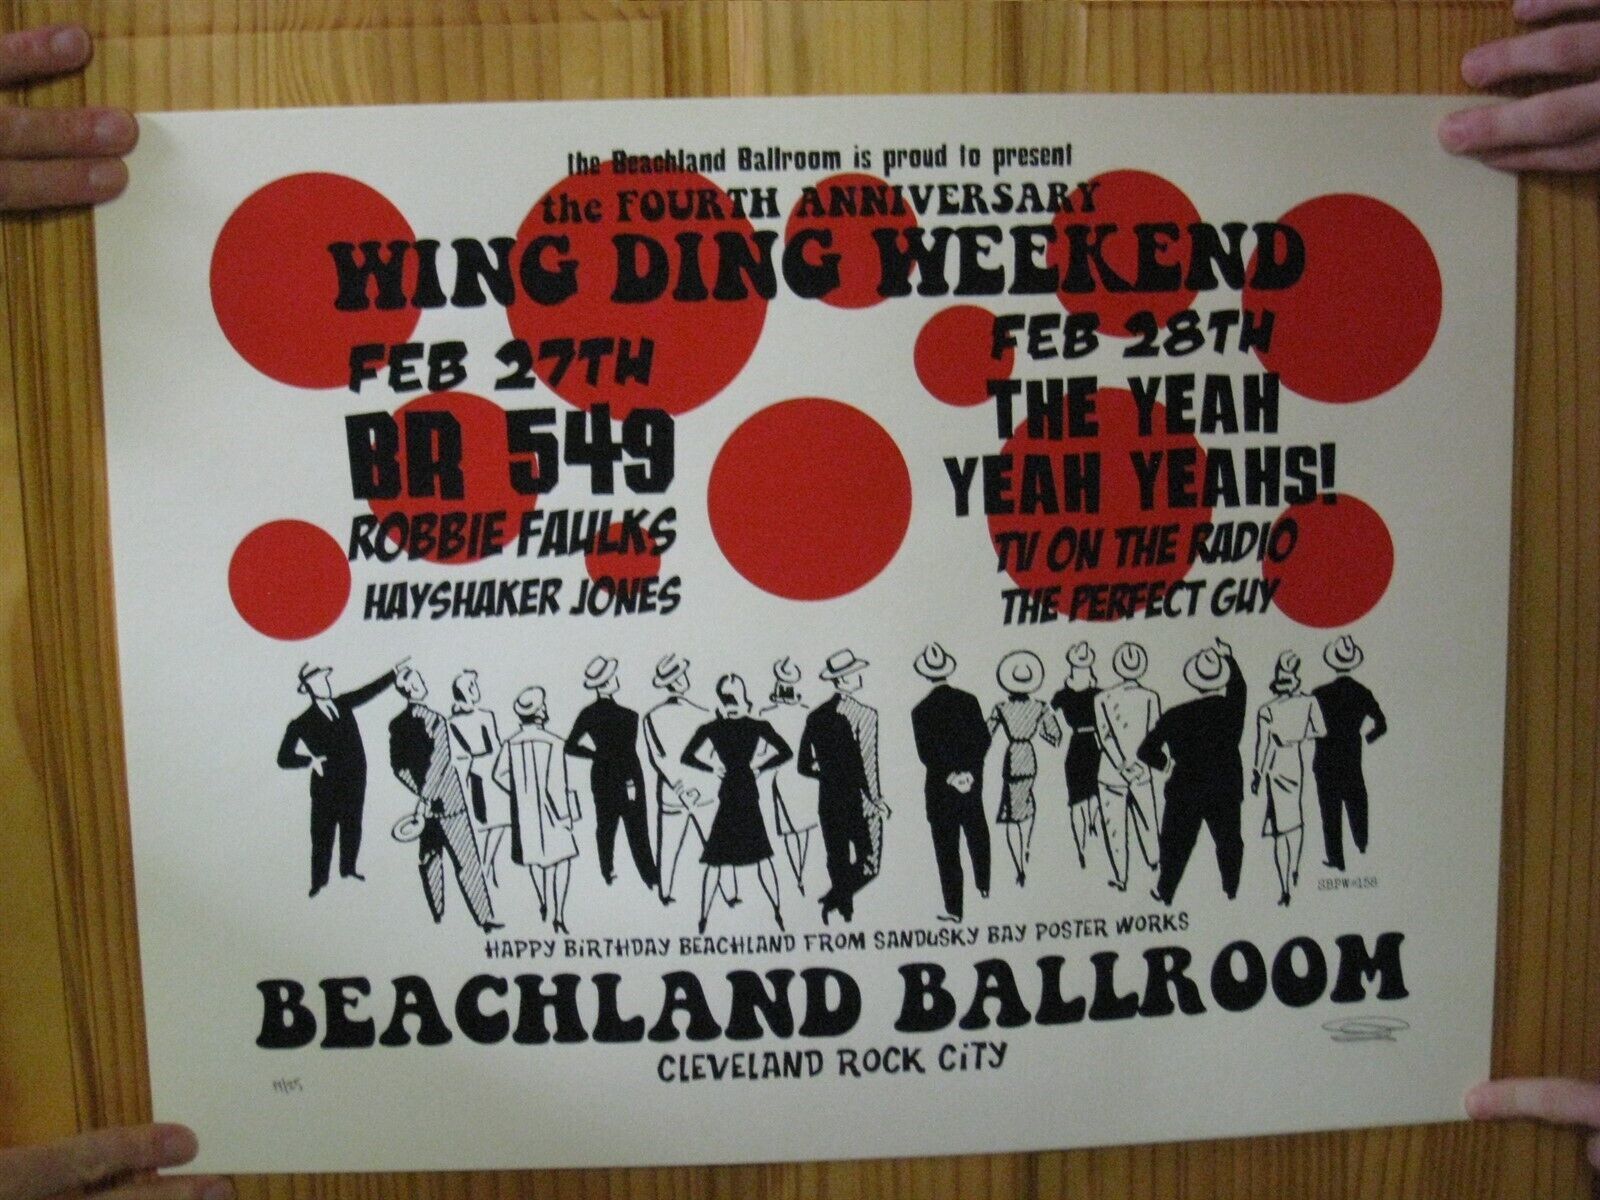 the Beachland Ballroom is proud to present
the FOURTH ANNIVERSARY
WING DING WEEKEND
FEB 27TH
BR 549
ROBBIE FAULKS
HAYSHAKER JONES
FEB 28TH
THE YEAH
YEAH YEAHS!
TV ON THE RADIO
THE PERFECT GUY
SBPW#158
HAPPY BIRTHDAY BEACHLAND FROM SANDUSKY BAY POSTER WORKS
BEACHLAND BALLROOM
CLEVELAND ROCK CITY